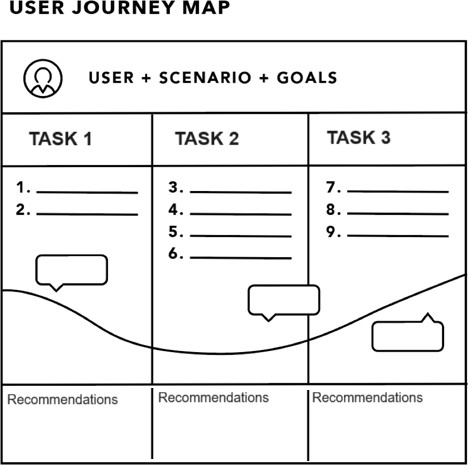 USER JOURNEY MAP
USER + SCENARIO + GOALS
TASK 1
TASK 2
TASK 3
1.
2.
3.
4.
5.
6.
7.
8.
9.
Recommendations
Recommendations
Recommendations